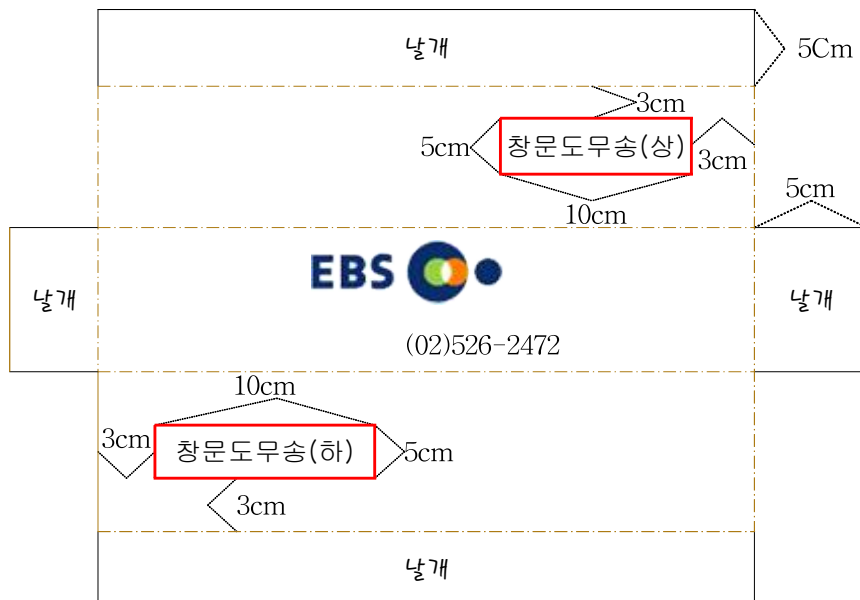 날개
5Cm
3cm
5cm
창문도무송(상)
3cm
10cm
5cm
날개
EBS
날개
(02)526-2472
10cm
3cm
창문도무송(하)
5cm
3cm
날개